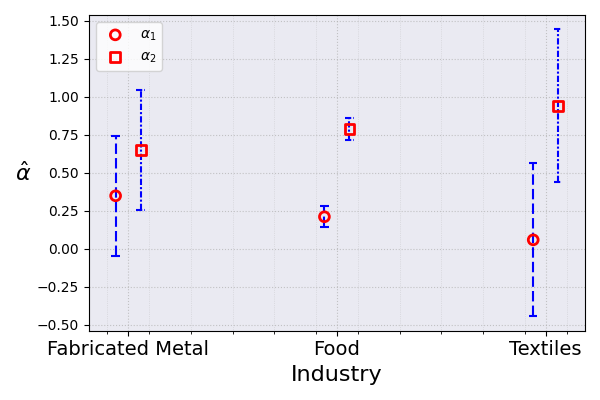 1.50
1.25
1.00
0.75
0.50
0.25
0.00
−0.25
−0.50
α̂
α₁
α₂
Fabricated Metal Food Textiles
Industry